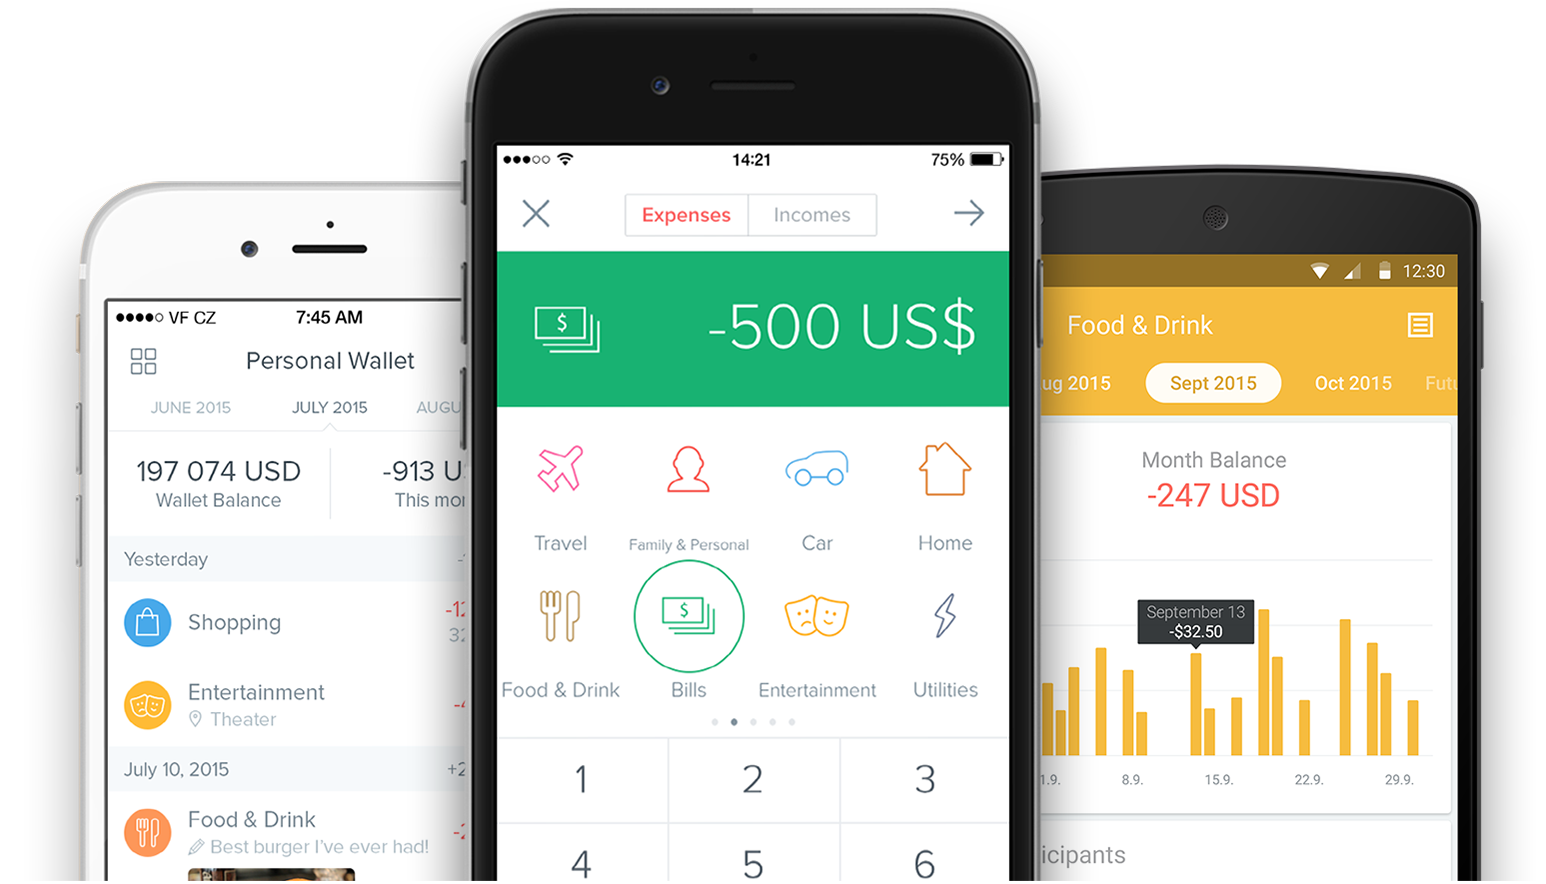 VF CZ 7:45 AM
Personal Wallet
JUNE 2015 JULY 2015 AUGU
197 074 USD -913 U
Wallet Balance This mo
Yesterday
Shopping
Entertainment
Theater
July 10, 2015 +2
Food & Drink
Best burger I've ever had!
14:21 75%
Expenses Incomes
-500 US$
$
Travel Family & Personal Car Home
$
Food & Drink Bills Entertainment Utilities
1 2 3
4 5 6
12:30
Food & Drink
ug 2015 Sept 2015 Oct 2015 Futu
Month Balance
-247 USD
September 13
-$32.50
1.9. 8.9. 15.9. 22.9. 29.9.
icipants